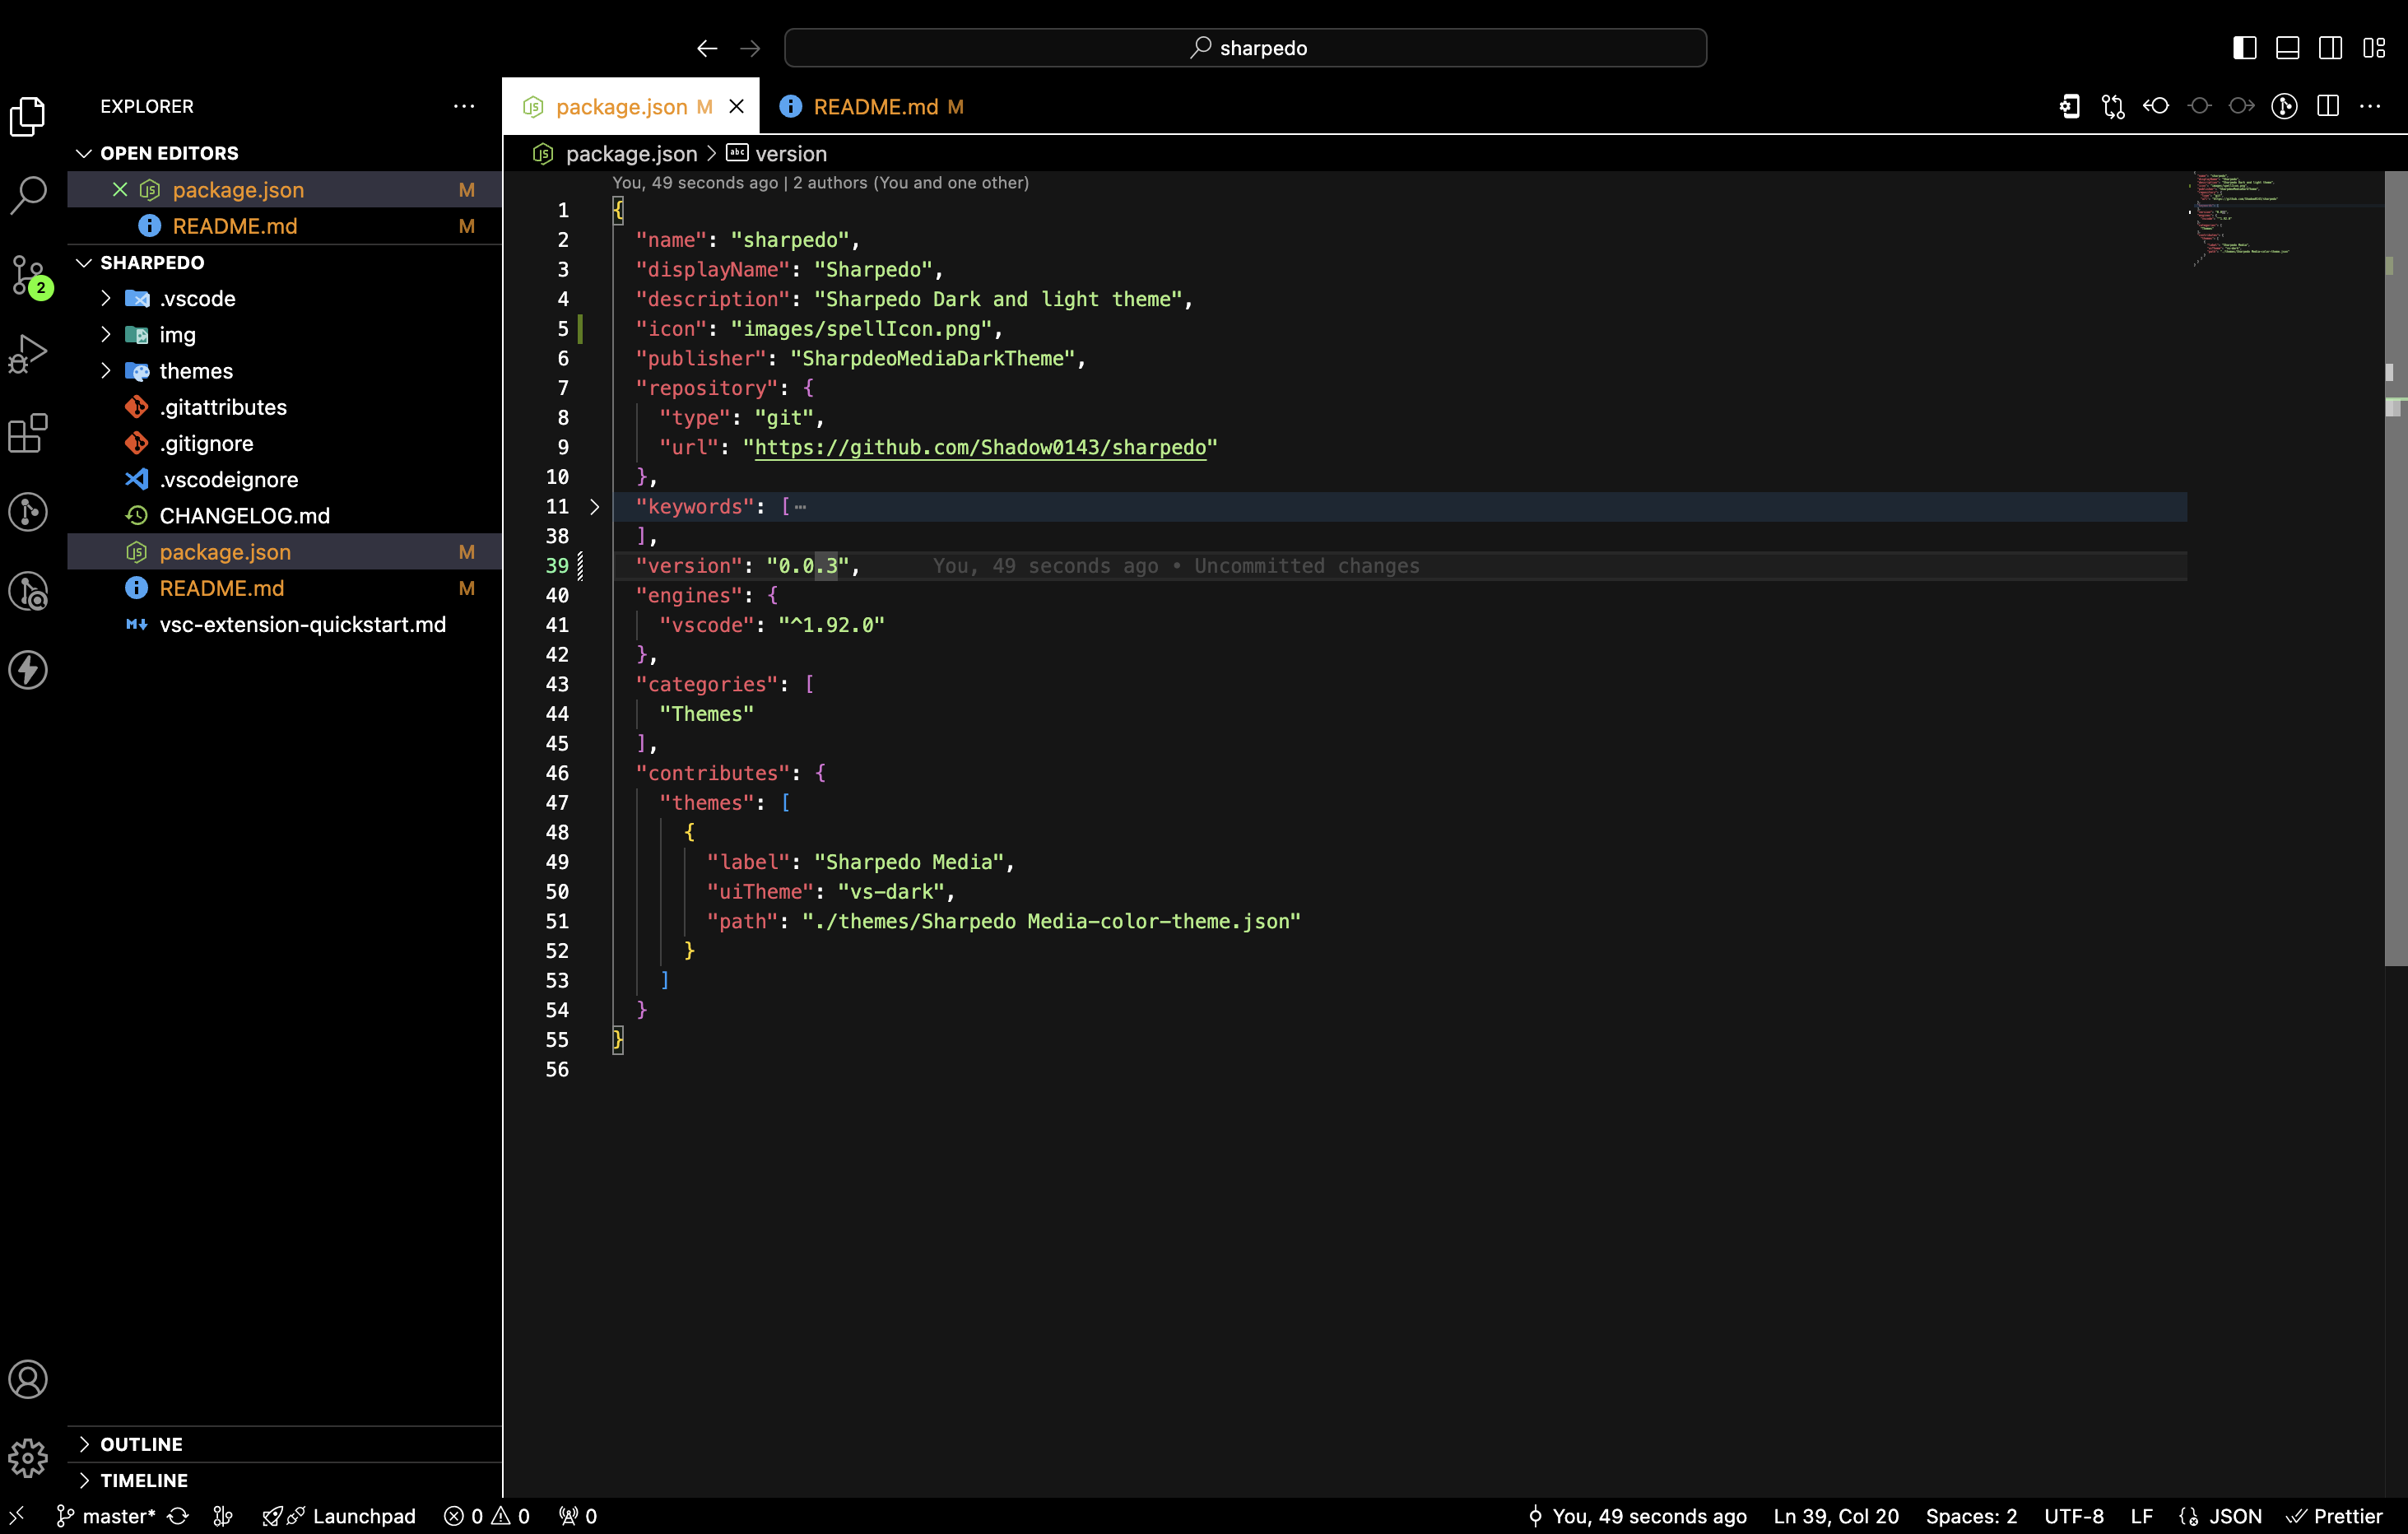 sharpedo
EXPLORER
OPEN EDITORS
package.json M
README.md M
SHARPEDO
.vscode
img
themes
.gitattributes
.gitignore
.vscodeignore
CHANGELOG.md
package.json M
README.md M
vsc-extension-quickstart.md
2
OUTLINE
TIMELINE
package.json M
README.md M
package.json > version
You, 49 seconds ago | 2 authors (You and one other)
1 {
2 "name": "sharpedo",
3 "displayName": "Sharpedo",
4 "description": "Sharpedo Dark and light theme",
5 "icon": "images/spellIcon.png",
6 "publisher": "SharpdeoMediaDarkTheme",
7 "repository": {
8 "type": "git",
9 "url": "https://github.com/Shadow0143/sharpedo"
10 },
11 "keywords": [⋯
38 ],
39 "version": "0.0.3", You, 49 seconds ago • Uncommitted changes
40 "engines": {
41 "vscode": "^1.92.0"
42 },
43 "categories": [
44 "Themes"
45 ],
46 "contributes": {
47 "themes": [
48 {
49 "label": "Sharpedo Media",
50 "uiTheme": "vs-dark",
51 "path": "./themes/Sharpedo Media-color-theme.json"
52 }
53 ]
54 }
55 }
56
master* Launchpad 0 0 0 You, 49 seconds ago Ln 39, Col 20 Spaces: 2 UTF-8 LF JSON Prettier